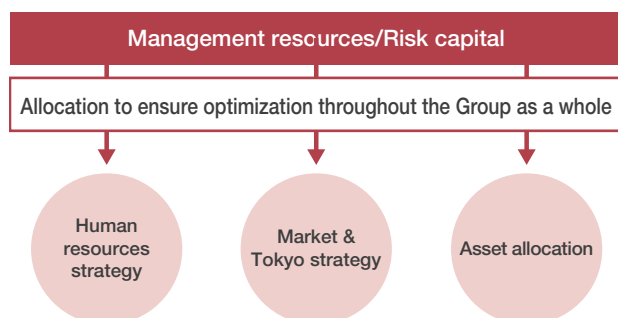 Management resources/Risk capital
Allocation to ensure optimization throughout the Group as a whole
Human
resources
strategy
Market &
Tokyo strategy
Asset allocation